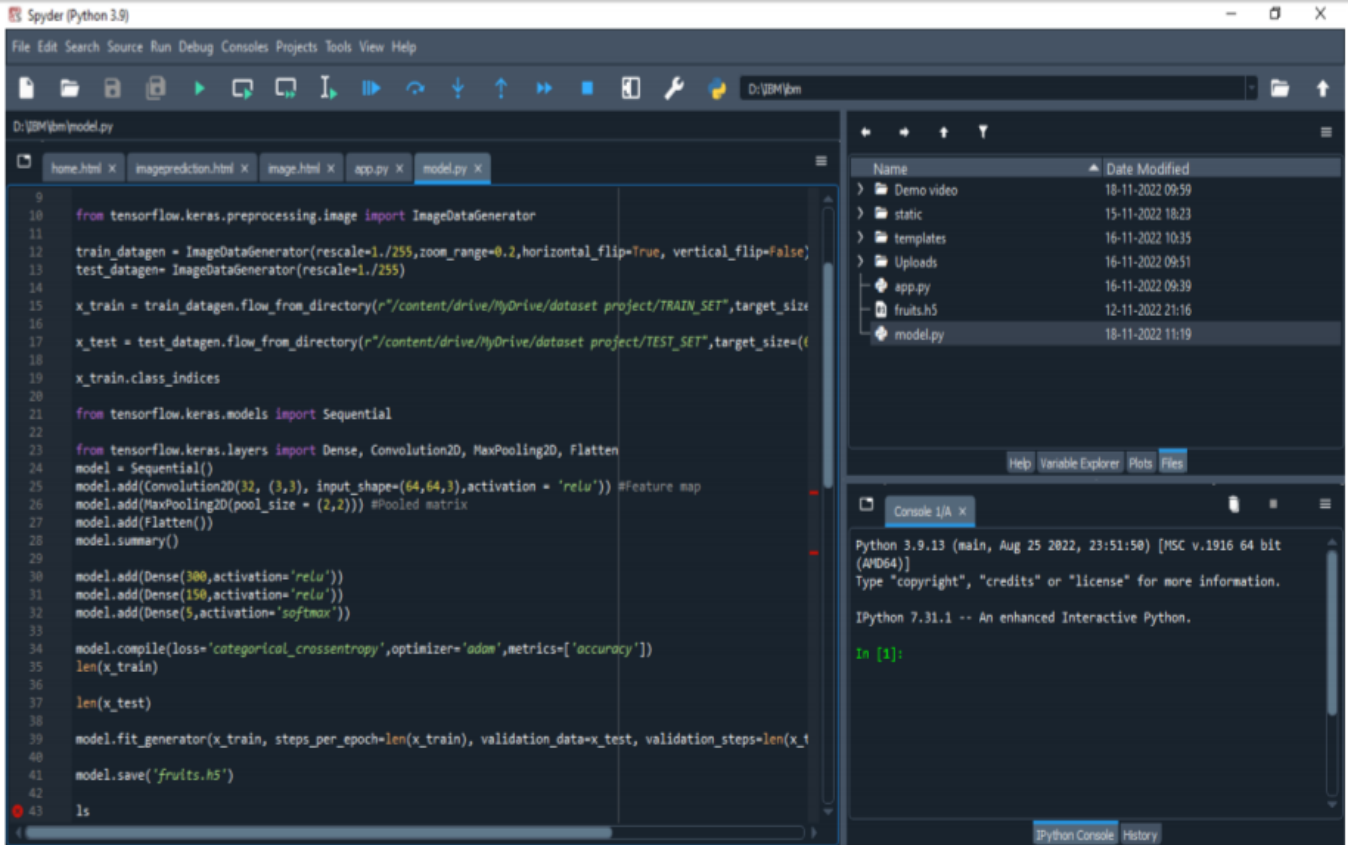 Spyder (Python 3.9)
File Edit Search Source Run Debug Consoles Projects Tools View Help
D:\IBM\ibm
D:\IBM\ibm\model.py
home.html
imageprediction.html
image.html
app.py
model.py
9
10 from tensorflow.keras.preprocessing.image import ImageDataGenerator
11
12 train_datagen = ImageDataGenerator(rescale=1./255,zoom_range=0.2,horizontal_flip=True, vertical_flip=False)
13 test_datagen= ImageDataGenerator(rescale=1./255)
14
15 x_train = train_datagen.flow_from_directory(r"/content/drive/MyDrive/dataset project/TRAIN_SET",target_size
16
17 x_test = test_datagen.flow_from_directory(r"/content/drive/MyDrive/dataset project/TEST_SET",target_size=(6
18
19 x_train.class_indices
20
21 from tensorflow.keras.models import Sequential
22
23 from tensorflow.keras.layers import Dense, Convolution2D, MaxPooling2D, Flatten
24 model = Sequential()
25 model.add(Convolution2D(32, (3,3), input_shape=(64,64,3),activation = 'relu')) #Feature map
26 model.add(MaxPooling2D(pool_size = (2,2))) #Pooled matrix
27 model.add(Flatten())
28 model.summary()
29
30 model.add(Dense(300,activation='relu'))
31 model.add(Dense(150,activation='relu'))
32 model.add(Dense(5,activation='softmax'))
33
34 model.compile(loss='categorical_crossentropy',optimizer='adam',metrics=['accuracy'])
35 len(x_train)
36
37 len(x_test)
38
39 model.fit_generator(x_train, steps_per_epoch=len(x_train), validation_data=x_test, validation_steps=len(x_t
40
41 model.save('fruits.h5')
42
43 ls
Name Date Modified
Demo video 18-11-2022 09:59
static 15-11-2022 18:23
templates 16-11-2022 10:35
Uploads 16-11-2022 09:51
app.py 16-11-2022 09:39
fruits.h5 12-11-2022 21:16
model.py 18-11-2022 11:19
Help Variable Explorer Plots Files
Console 1/A
Python 3.9.13 (main, Aug 25 2022, 23:51:50) [MSC v.1916 64 bit
(AMD64)]
Type "copyright", "credits" or "license" for more information.
IPython 7.31.1 -- An enhanced Interactive Python.
In [1]:
IPython Console History